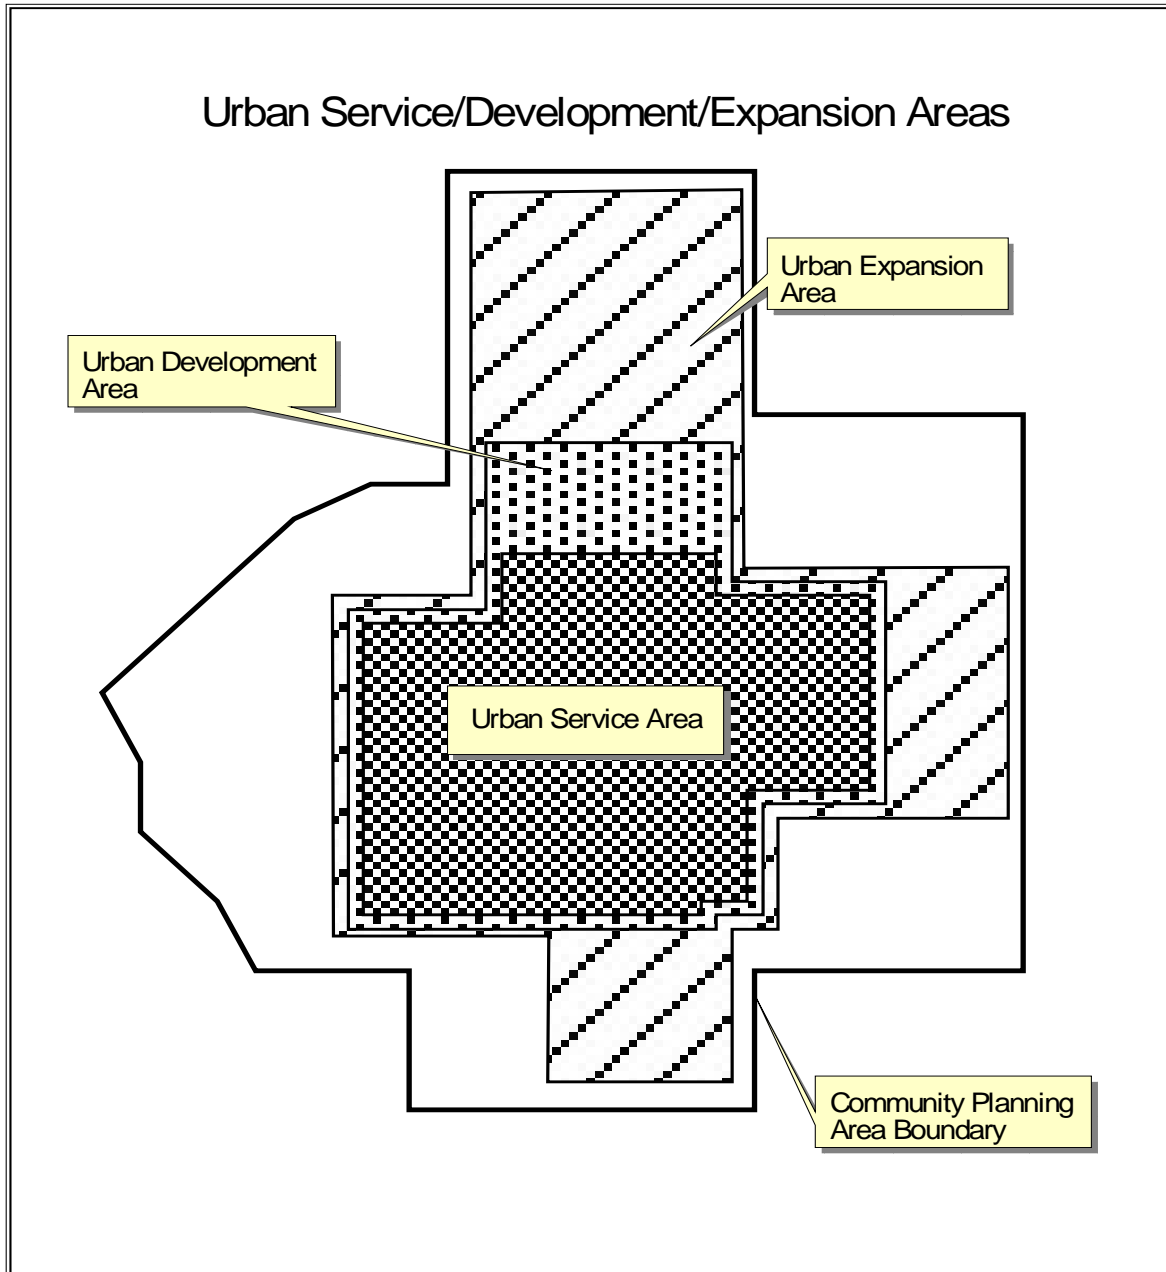 Urban Service/Development/Expansion Areas
Urban Expansion
Area
Urban Development
Area
Urban Service Area
Community Planning
Area Boundary